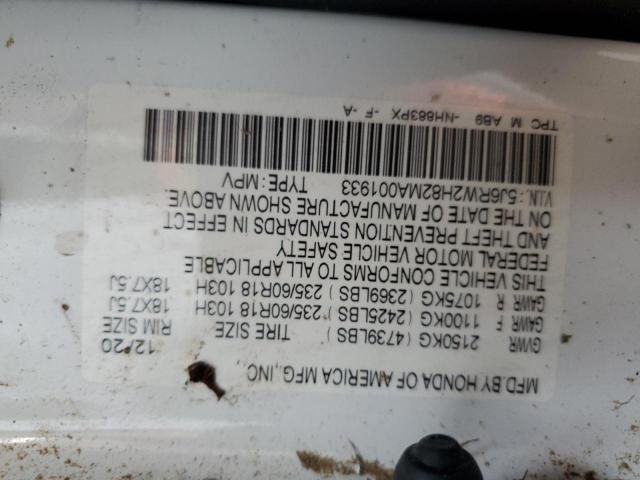 MFD BY HONDA OF AMERICA MFG., INC. 12/20
GVWR 2150KG ( 4739LBS ) TIRE SIZE RIM SIZE
GAWR F 1100KG ( 2425LBS ) 235/60R18 103H 18X7.5J
GAWR R 1075KG ( 2369LBS ) 235/60R18 103H 18X7.5J
THIS VEHICLE CONFORMS TO ALL APPLICABLE
FEDERAL MOTOR VEHICLE SAFETY
AND THEFT PREVENTION STANDARDS IN EFFECT
ON THE DATE OF MANUFACTURE SHOWN ABOVE.
V.I.N.: 5J6RW2H82MA001933 TYPE: MPV
TPC M AB9 -NH883PX -F -A